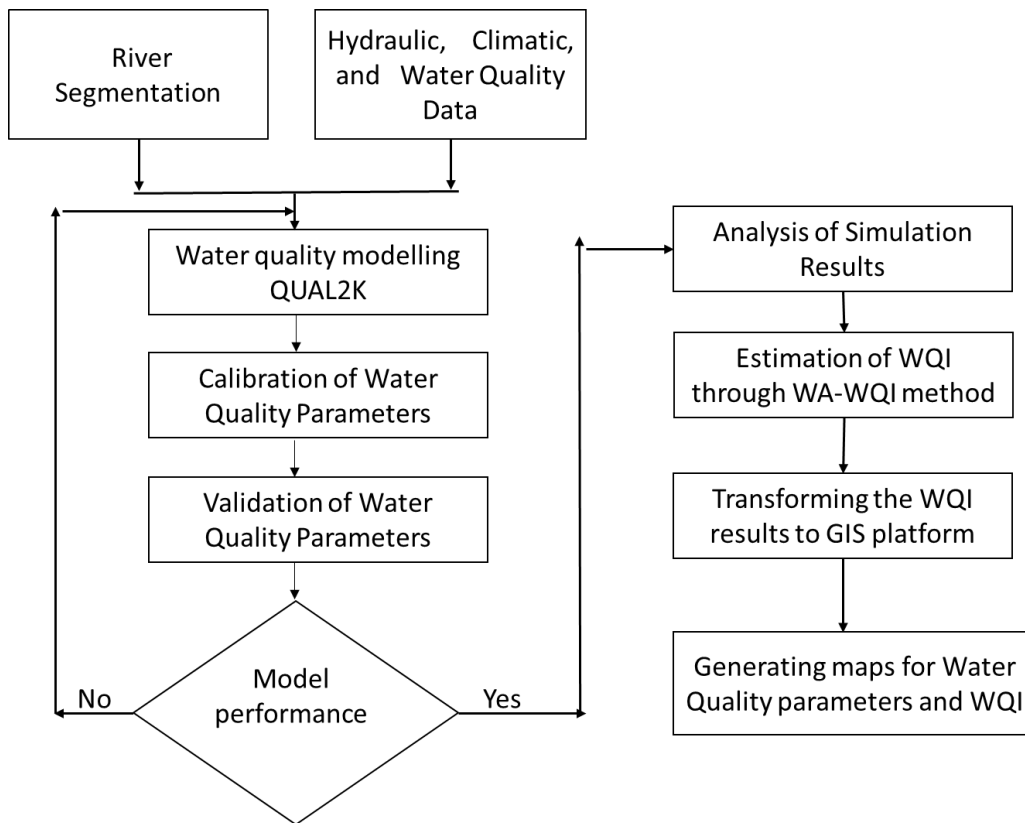 River
Segmentation
Hydraulic, Climatic,
and Water Quality
Data
Water quality modelling
QUAL2K
Calibration of Water
Quality Parameters
Validation of Water
Quality Parameters
Model
performance
No
Yes
Analysis of Simulation
Results
Estimation of WQI
through WA-WQI method
Transforming the WQI
results to GIS platform
Generating maps for Water
Quality parameters and WQI